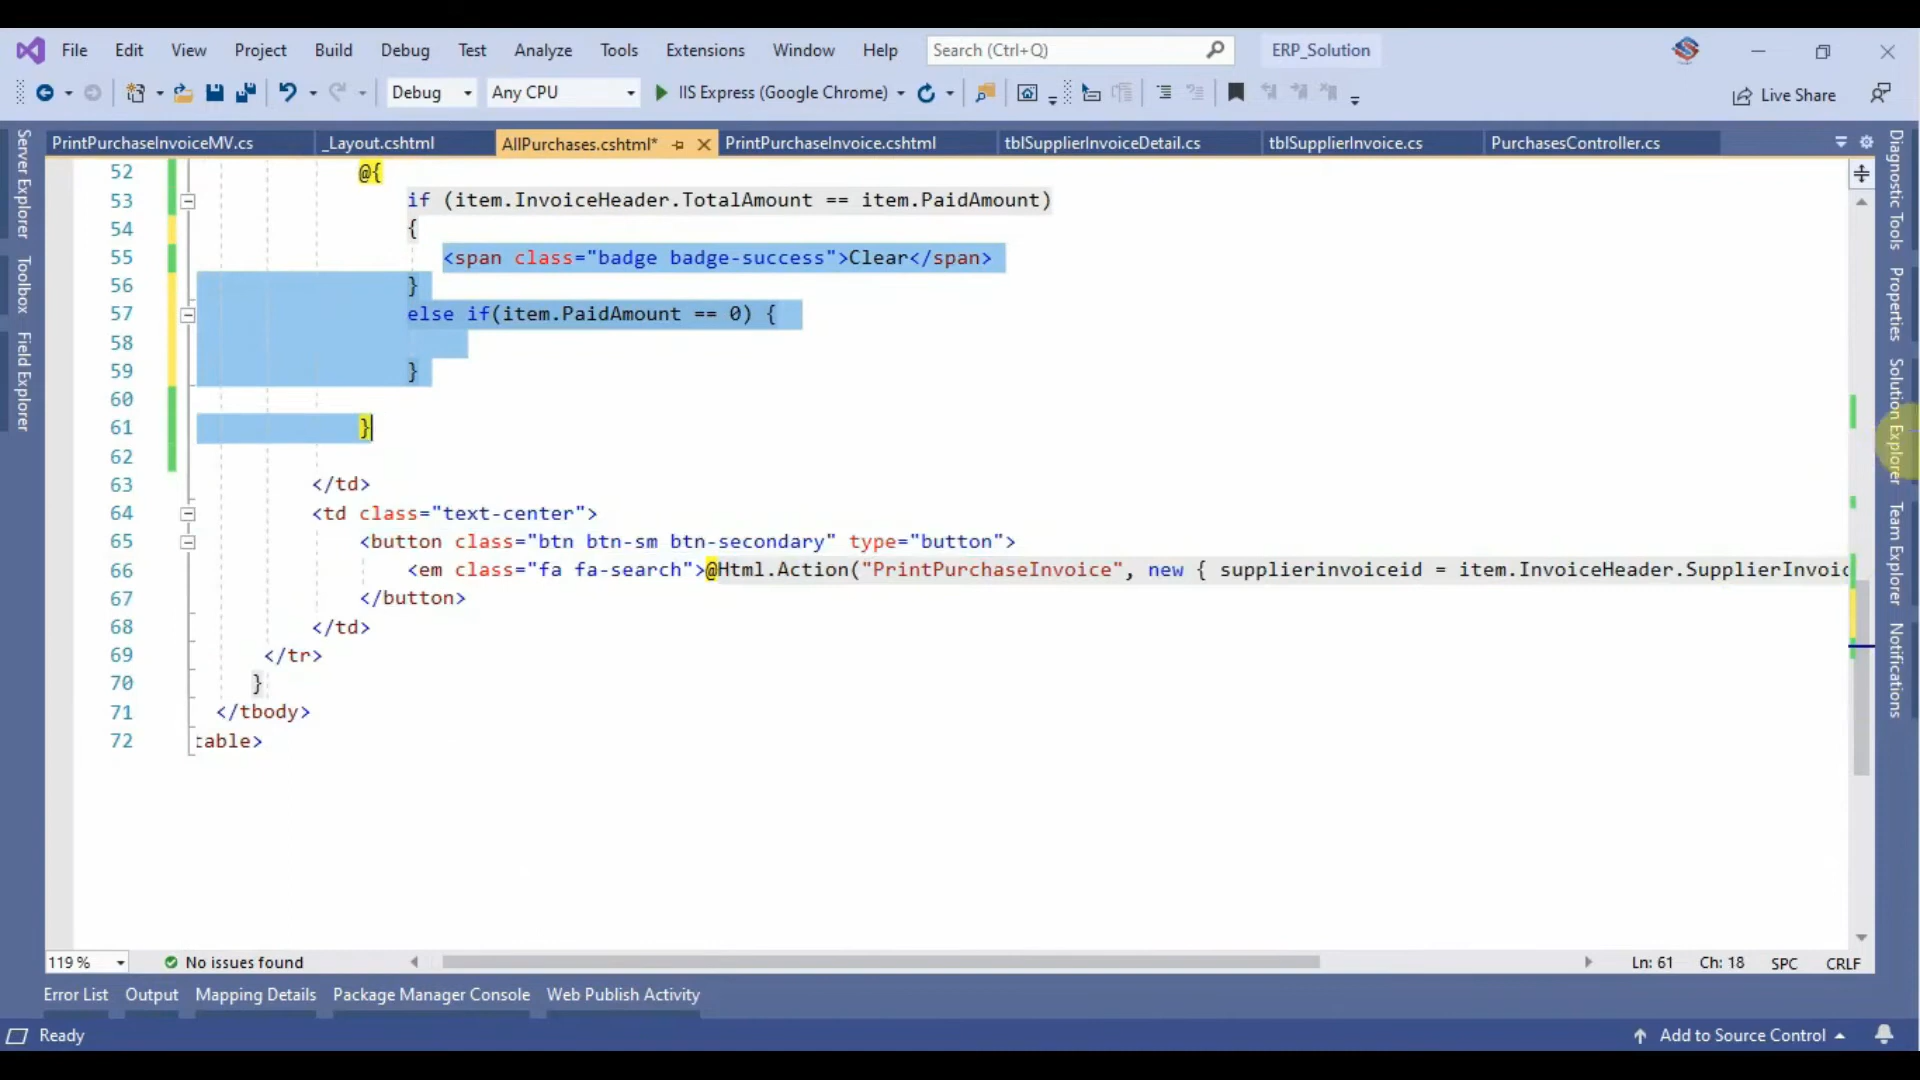 File Edit View Project Build Debug Test Analyze Tools Extensions Window Help Search (Ctrl+Q) ERP_Solution
Debug Any CPU IIS Express (Google Chrome) Live Share
PrintPurchaseInvoiceMV.cs _Layout.cshtml AllPurchases.cshtml* PrintPurchaseInvoice.cshtml tblSupplierInvoiceDetail.cs tblSupplierInvoice.cs PurchasesController.cs
Server Explorer
Toolbox
Field Explorer
52 @{
53 if (item.InvoiceHeader.TotalAmount == item.PaidAmount)
54 {
55 <span class="badge badge-success">Clear</span>
56 }
57 else if(item.PaidAmount == 0) {
58
59 }
60
61 }
62
63 </td>
64 <td class="text-center">
65 <button class="btn btn-sm btn-secondary" type="button">
66 <em class="fa fa-search">@Html.Action("PrintPurchaseInvoice", new { supplierinvoiceid = item.InvoiceHeader.SupplierInvoic
67 </button>
68 </td>
69 </tr>
70 }
71 </tbody>
72 table>
Diagnostic Tools
Properties
Solution Explorer
Team Explorer
Notifications
119 % No issues found Ln: 61 Ch: 18 SPC CRLF
Error List Output Mapping Details Package Manager Console Web Publish Activity
Ready Add to Source Control